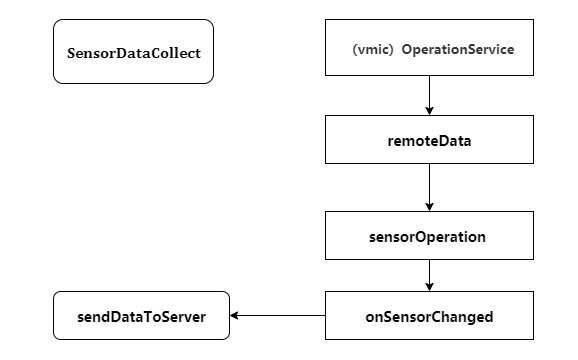 SensorDataCollect
（vmic）OperationService
remoteData
sensorOperation
sendDataToServer
onSensorChanged